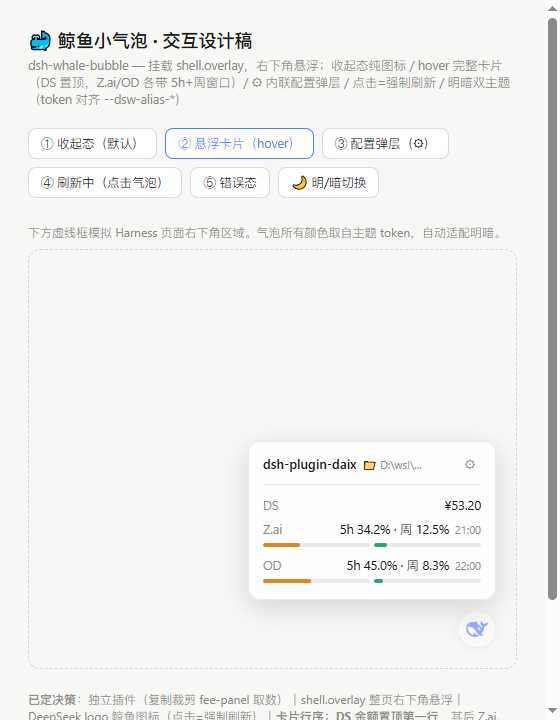 鲸鱼小气泡 · 交互设计稿
dsh-whale-bubble — 挂载 shell.overlay，右下角悬浮；收起态纯图标 / hover 完整卡片
（DS 置顶，Z.ai/OD 各带 5h+周窗口）/ ⚙ 内联配置弹层 / 点击=强制刷新 / 明暗双主题
（token 对齐 --dsw-alias-*）
① 收起态（默认）
② 悬浮卡片（hover）
③ 配置弹层（⚙）
④ 刷新中（点击气泡）
⑤ 错误态
🌙 明/暗切换
下方虚线框模拟 Harness 页面右下角区域。气泡所有颜色取自主题 token，自动适配明暗。
dsh-plugin-daix 📂 D:\wsl\... ⚙
DS ¥53.20
Z.ai 5h 34.2% · 周 12.5% 21:00
OD 5h 45.0% · 周 8.3% 22:00
已定决策：独立插件（复制裁剪 fee-panel 取数）｜shell.overlay 整页右下角悬浮｜
DeepSeek logo 鲸鱼图标（点击=强制刷新）｜卡片行序：DS 余额置顶第一行，其后 Z.ai、